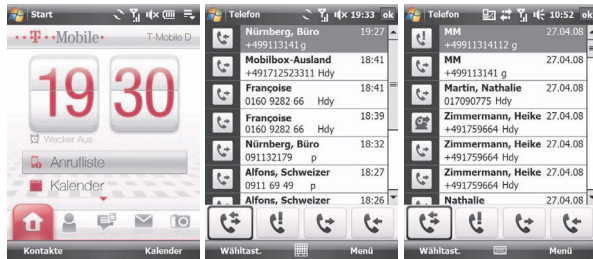 Start
T··Mobile·
T-Mobile D
19 30
Wecker Aus
Anrufliste
Kalender
Kontakte
Kalender
Telefon
19:33
ok
Nürnberg, Büro 19:27
+499113141 g
Mobilbox-Ausland 18:41
+491712523311 Hdy
Françoise 18:41
0160 9282 66 Hdy
Françoise 18:39
0160 9282 66 Hdy
Nürnberg, Büro 18:32
091132179 p
Alfons, Schweizer 18:27
0911 69 49 p
Alfons, Schweizer 18:26
Wähltast.
Menü
Telefon
10:52
ok
MM 27.04.08
+4991314112 g
MM 27.04.08
+499113141 g
Martin, Nathalie 27.04.08
017090775 Hdy
Zimmermann, Heike 27.04.08
+491759664 Hdy
Zimmermann, Heike 27.04.08
+491759664 Hdy
Zimmermann, Heike 27.04.08
+491759664 Hdy
Nathalie 27.04.08
Wähltast.
Menü